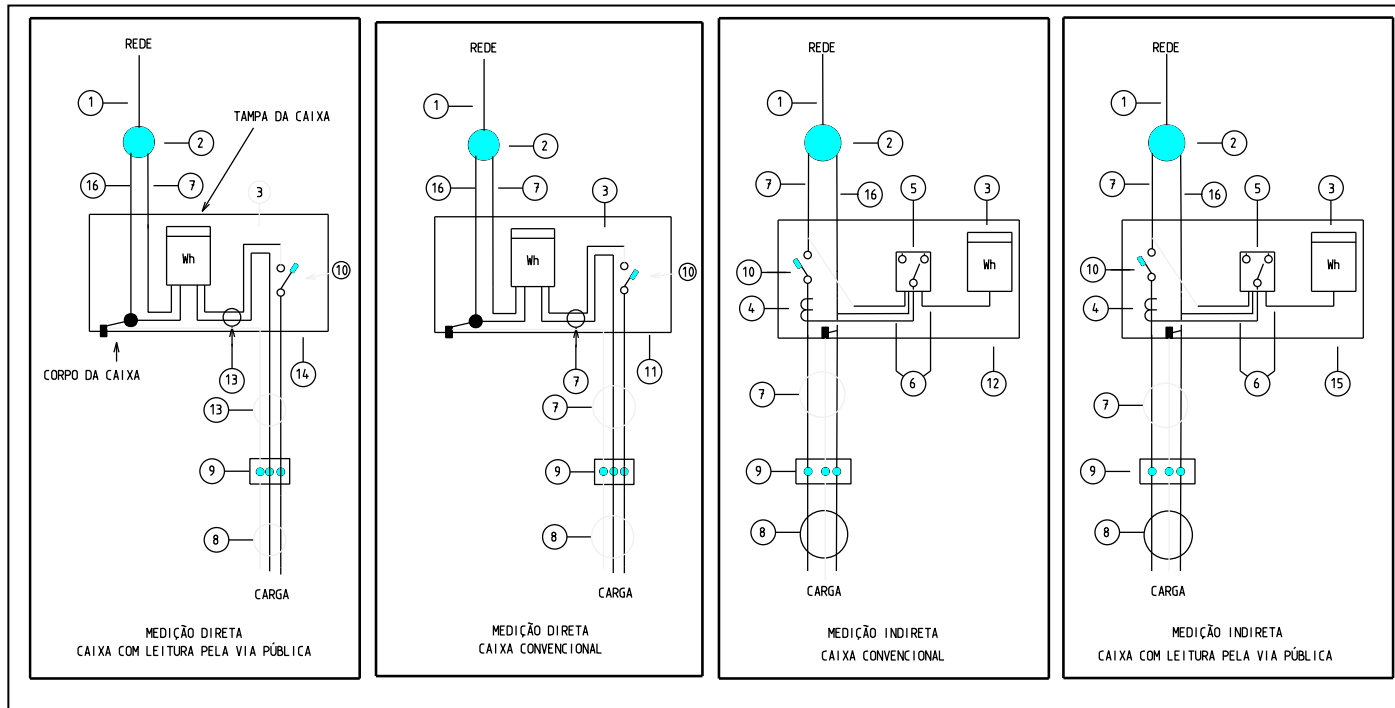 REDE
1
TAMPA DA CAIXA
2
16
7
3
Wh
10
CORPO DA CAIXA
13
14
13
9
8
CARGA
MEDIÇÃO DIRETA
CAIXA COM LEITURA PELA VIA PÚBLICA
REDE
1
2
16
7
3
Wh
10
7
11
7
9
8
CARGA
MEDIÇÃO DIRETA
CAIXA CONVENCIONAL
REDE
1
2
7
16
5
3
10
Wh
4
6
12
7
9
8
CARGA
MEDIÇÃO INDIRETA
CAIXA CONVENCIONAL
REDE
1
2
7
16
5
3
10
Wh
4
6
15
7
9
8
CARGA
MEDIÇÃO INDIRETA
CAIXA COM LEITURA PELA VIA PÚBLICA